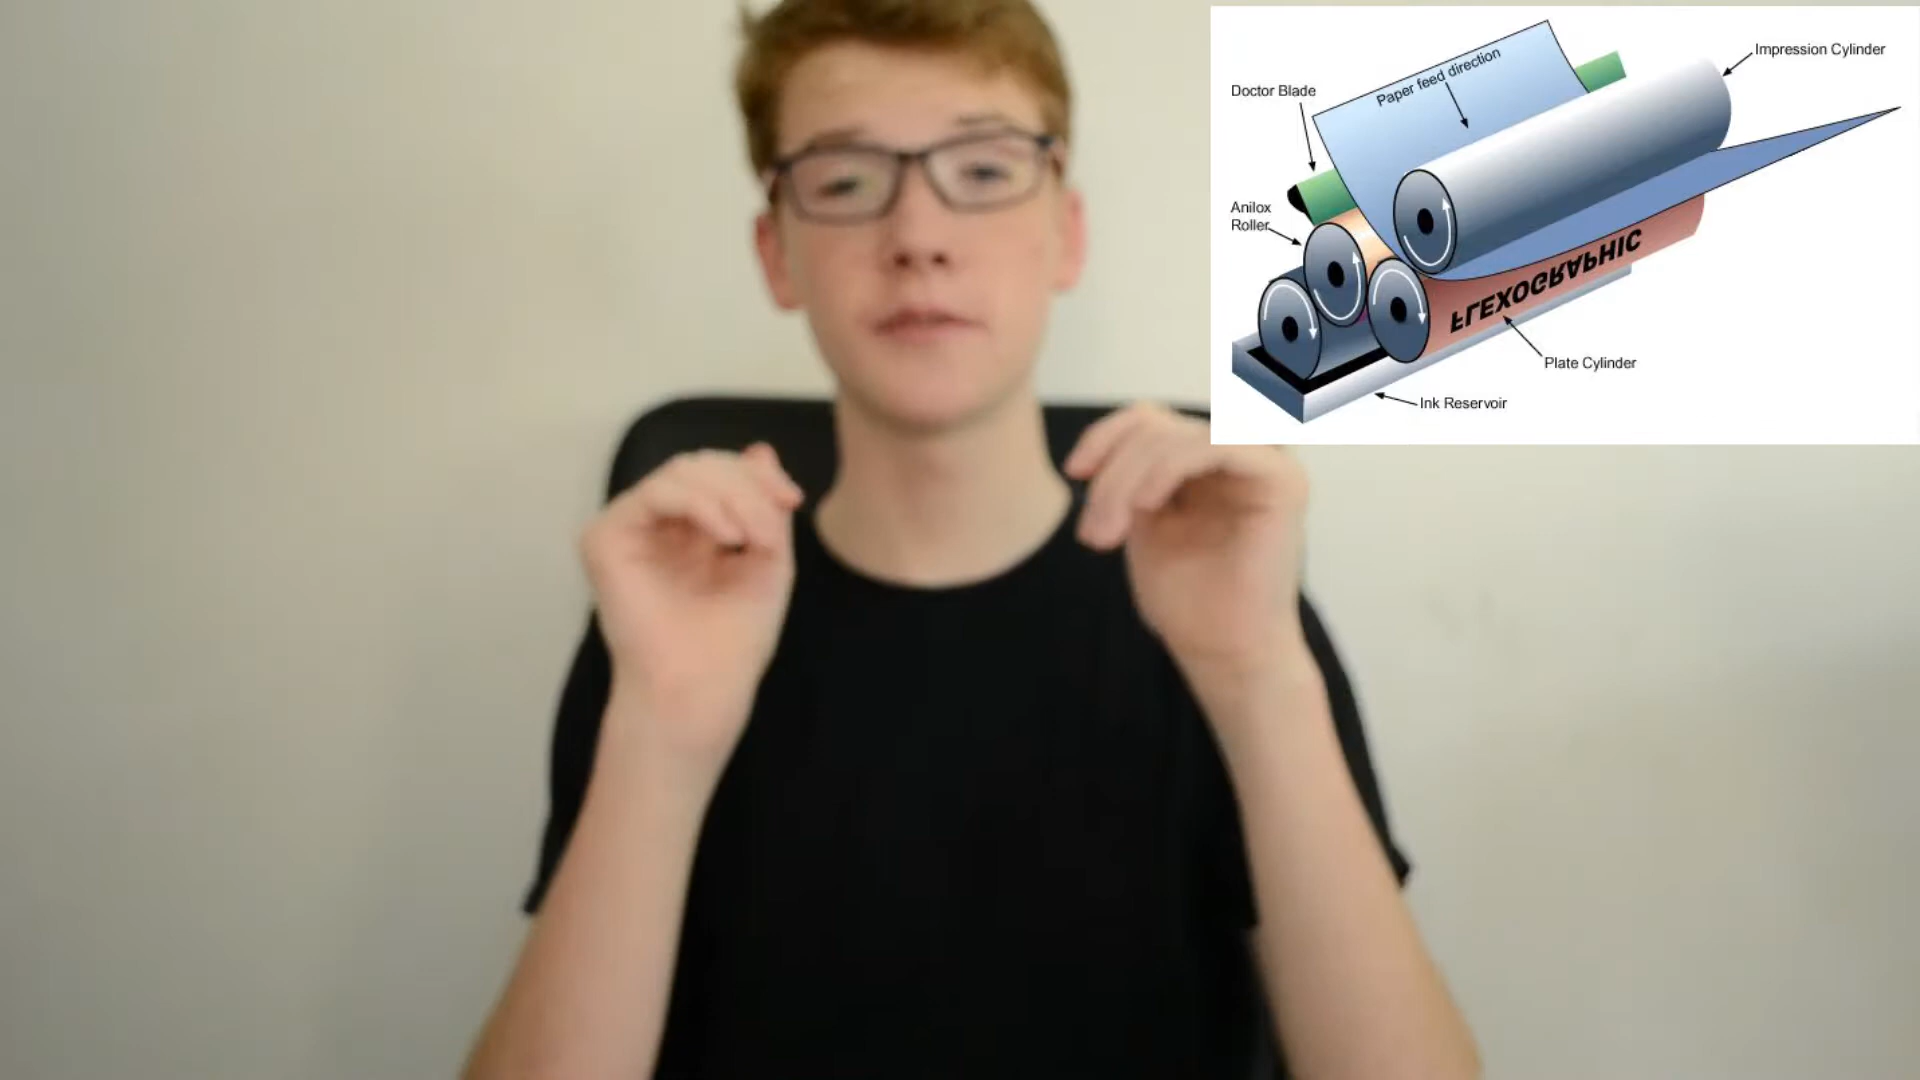 Impression Cylinder
Paper feed direction
Doctor Blade
Anilox
Roller
FLEXOGRAPHIC
Plate Cylinder
Ink Reservoir